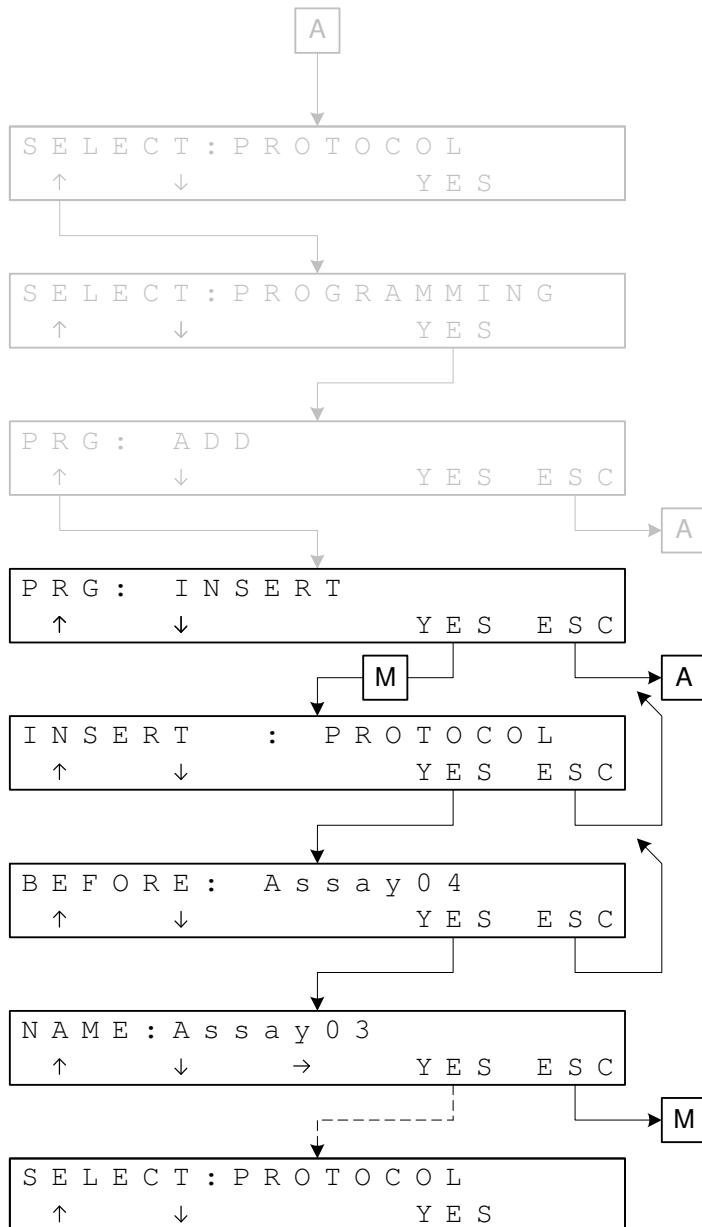 A
SELECT:PROTOCOL
↑ ↓ YES
SELECT:PROGRAMMING
↑ ↓ YES
PRG: ADD
↑ ↓ YES ESC
A
PRG: INSERT
↑ ↓ YES ESC
M A
INSERT : PROTOCOL
↑ ↓ YES ESC
BEFORE: Assay04
↑ ↓ YES ESC
NAME:Assay03
↑ ↓ → YES ESC
M
SELECT:PROTOCOL
↑ ↓ YES